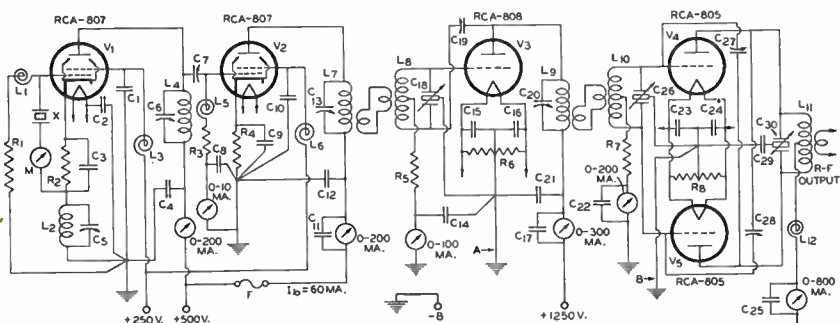 RCA-807
RCA-807
RCA-808
RCA-805
V1
L1
X
M
R1
R2
C1
C2
C3
L2
C5
L3
C4
L4
C6
C7
V2
L5
R3
C8
R4
C9
C10
L6
L7
C13
C12
C11
0-10 MA.
0-200 MA.
0-200 MA.
F
Ib=60MA.
+250V.
+500V.
L8
C18
C19
V3
C15
C16
R6
R5
C14
0-100 MA.
A
C17
C21
C20
L9
0-300 MA.
-B
+1250V.
L10
C26
R7
0-200 MA.
C22
V4
C27
C23
C24
R8
B
V5
RCA-805
C30
C29
C28
L11
R-F OUTPUT
L12
0-800 MA.
C25